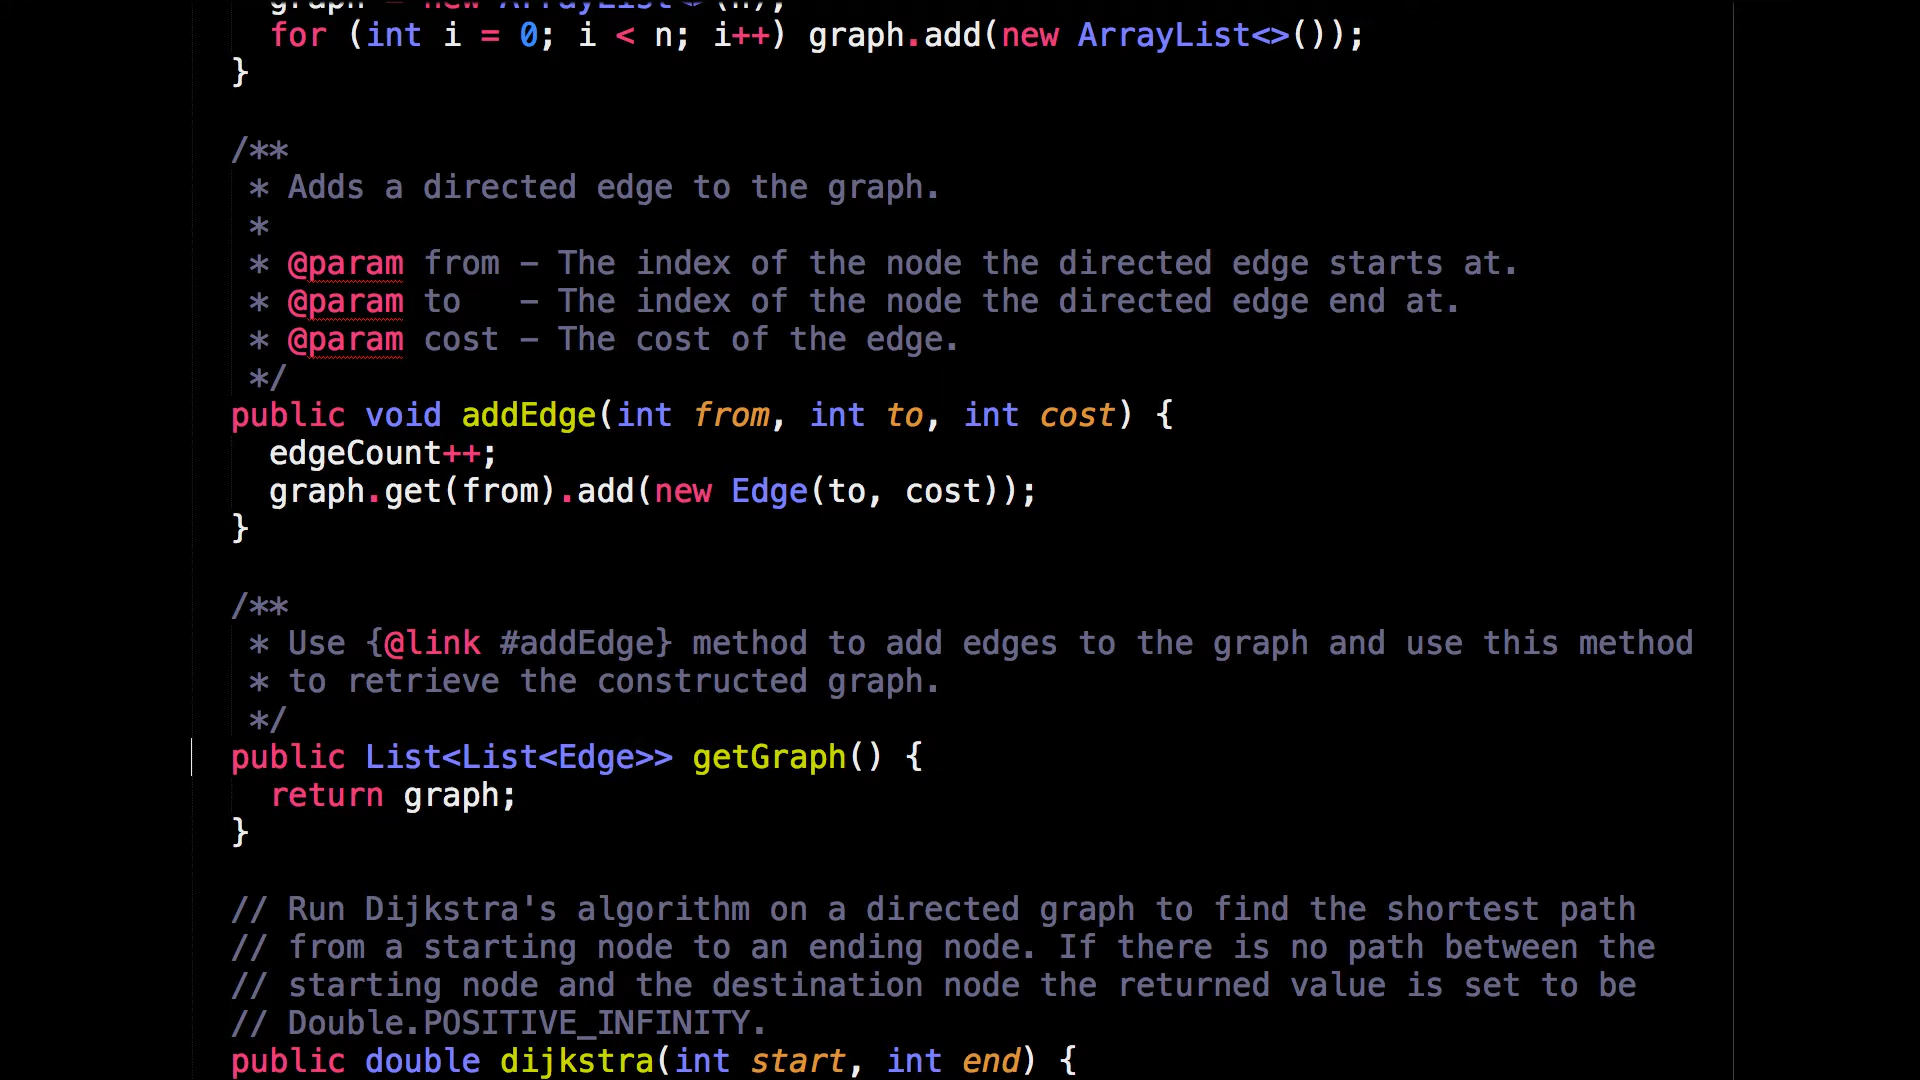 graph = new ArrayList<>(n);
for (int i = 0; i < n; i++) graph.add(new ArrayList<>());
}
/**
* Adds a directed edge to the graph.
*
* @param from – The index of the node the directed edge starts at.
* @param to – The index of the node the directed edge end at.
* @param cost – The cost of the edge.
*/
public void addEdge(int from, int to, int cost) {
edgeCount++;
graph.get(from).add(new Edge(to, cost));
}
/**
* Use {@link #addEdge} method to add edges to the graph and use this method
* to retrieve the constructed graph.
*/
public List<List<Edge>> getGraph() {
return graph;
}
// Run Dijkstra's algorithm on a directed graph to find the shortest path
// from a starting node to an ending node. If there is no path between the
// starting node and the destination node the returned value is set to be
// Double.POSITIVE_INFINITY.
public double dijkstra(int start, int end) {